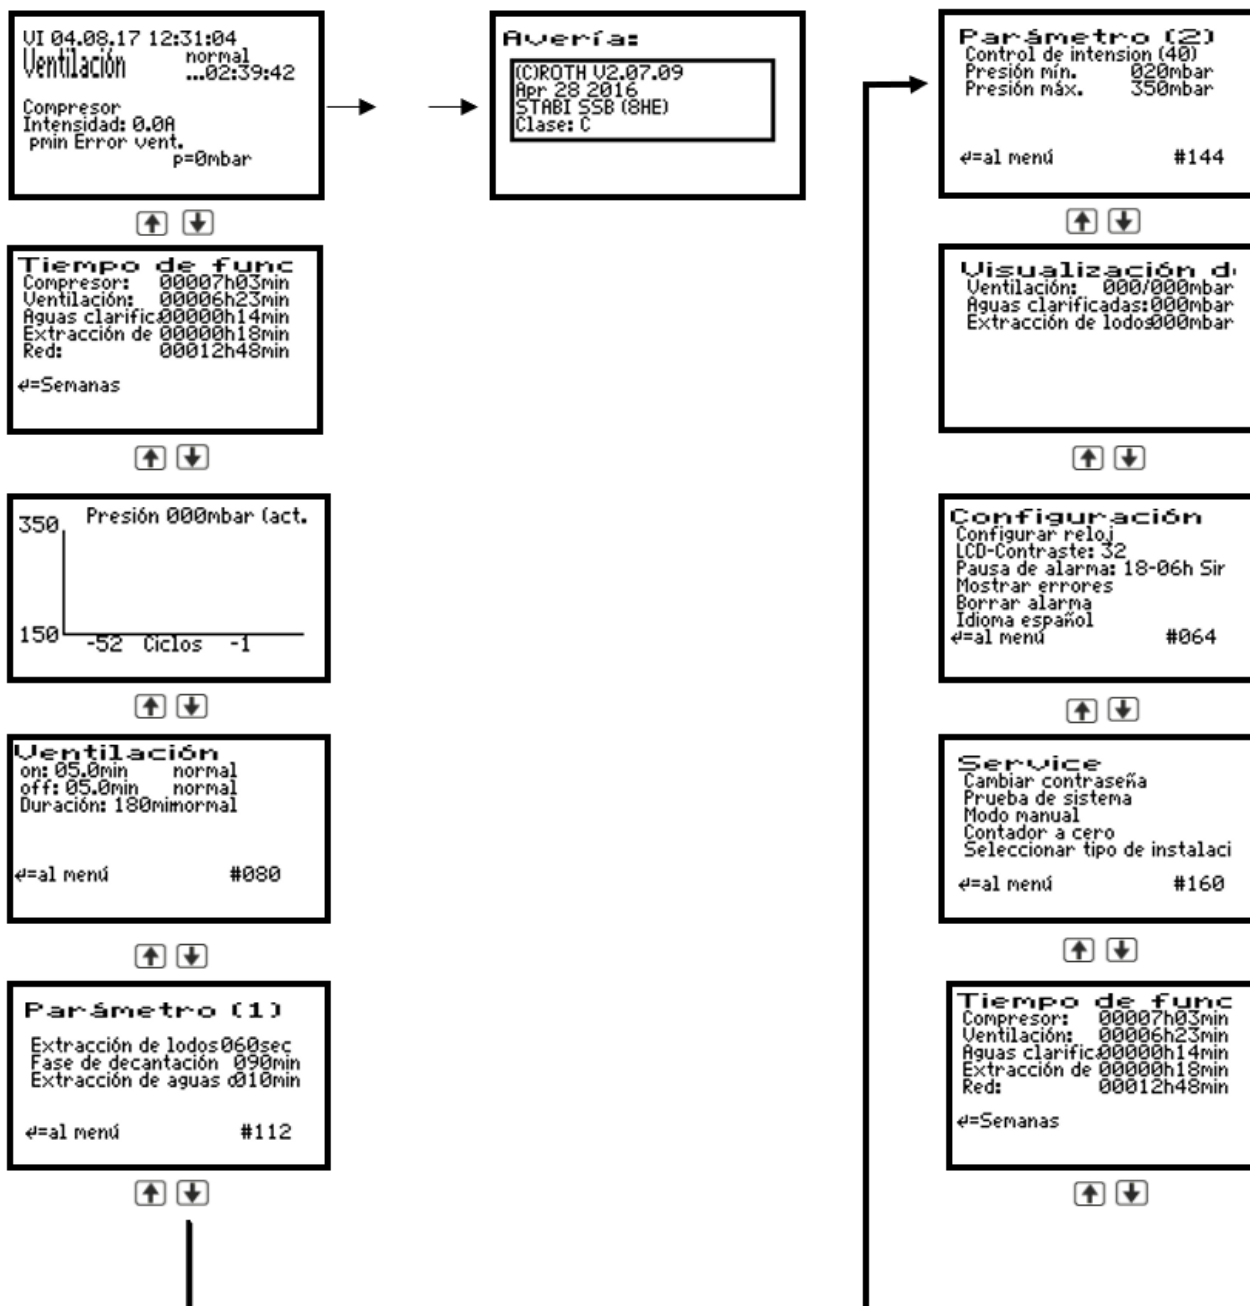 VI 04.08.17 12:31:04
Ventilación normal
...02:39:42
Compresor
Intensidad: 0.0A
pmin Error vent.
p=0mbar
Tiempo de func
Compresor: 00007h03min
Ventilación: 00006h23min
Aguas clarific00000h14min
Extracción de 00000h18min
Red: 00012h48min
↵=Semanas
Presión 000mbar (act.
350
150
-52 Ciclos -1
Ventilación
on: 05.0min normal
off: 05.0min normal
Duración: 180minormal
↵=al menú #080
Parámetro (1)
Extracción de lodos060sec
Fase de decantación 090min
Extracción de aguas c010min
↵=al menú #112
Avería:
(C)ROTH V2.07.09
Apr 28 2016
STABI SSB (8HE)
Clase: C
Parámetro (2)
Control de intension (40)
Presión mín. 020mbar
Presión máx. 350mbar
↵=al menú #144
Visualización d
Ventilación: 000/000mbar
Aguas clarificadas:000mbar
Extracción de lodos000mbar
Configuración
Configurar reloj
LCD-Contraste: 32
Pausa de alarma: 18-06h Sir
Mostrar errores
Borrar alarma
Idioma español
↵=al menú #064
Service
Cambiar contraseña
Prueba de sistema
Modo manual
Contador a cero
Seleccionar tipo de instalaci
↵=al menú #160
Tiempo de func
Compresor: 00007h03min
Ventilación: 00006h23min
Aguas clarific00000h14min
Extracción de 00000h18min
Red: 00012h48min
↵=Semanas